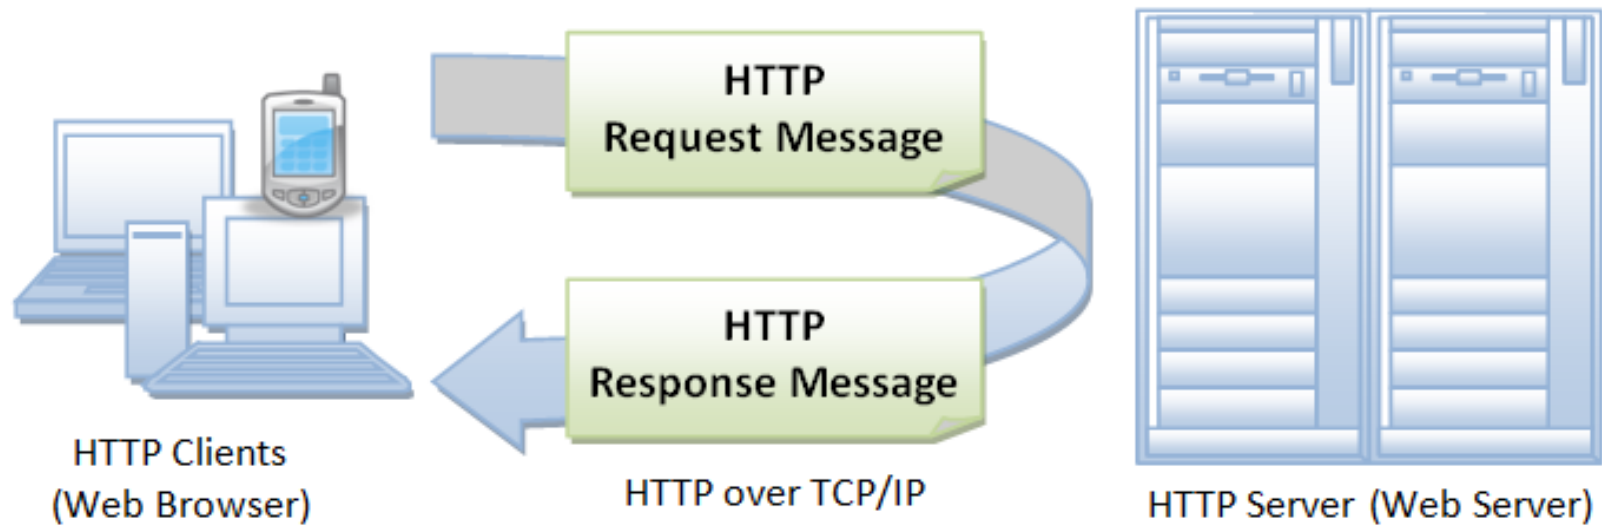 HTTP
Request Message
HTTP
Response Message
HTTP Clients
(Web Browser)
HTTP over TCP/IP
HTTP Server (Web Server)